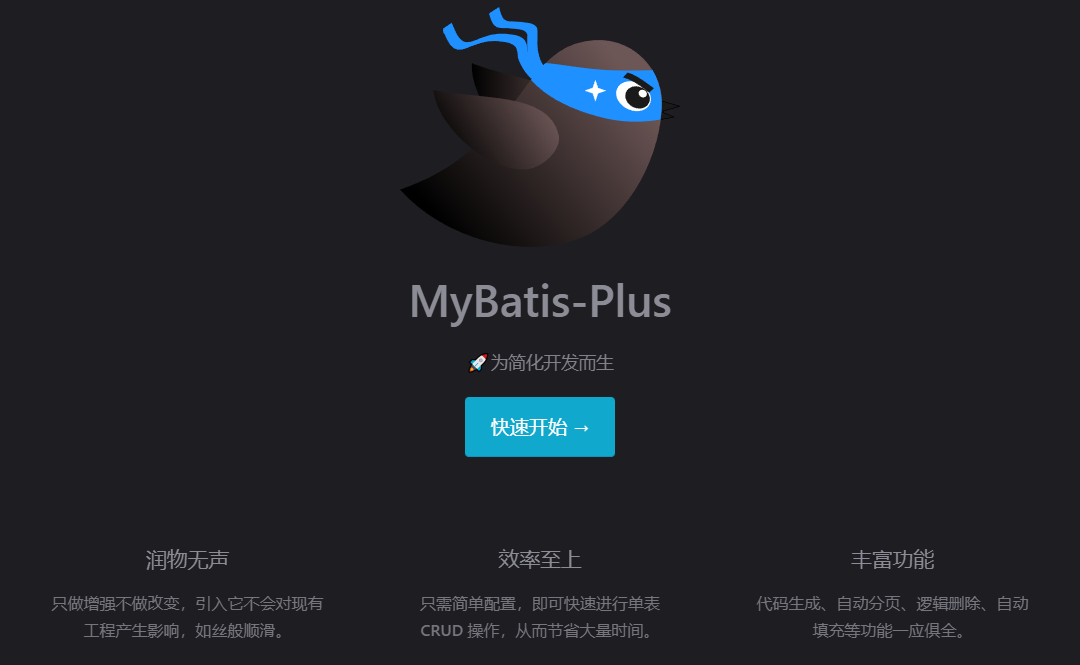 MyBatis-Plus
🚀为简化开发而生
快速开始 →
润物无声
只做增强不做改变，引入它不会对现有
工程产生影响，如丝般顺滑。
效率至上
只需简单配置，即可快速进行单表
CRUD 操作，从而节省大量时间。
丰富功能
代码生成、自动分页、逻辑删除、自动
填充等功能一应俱全。